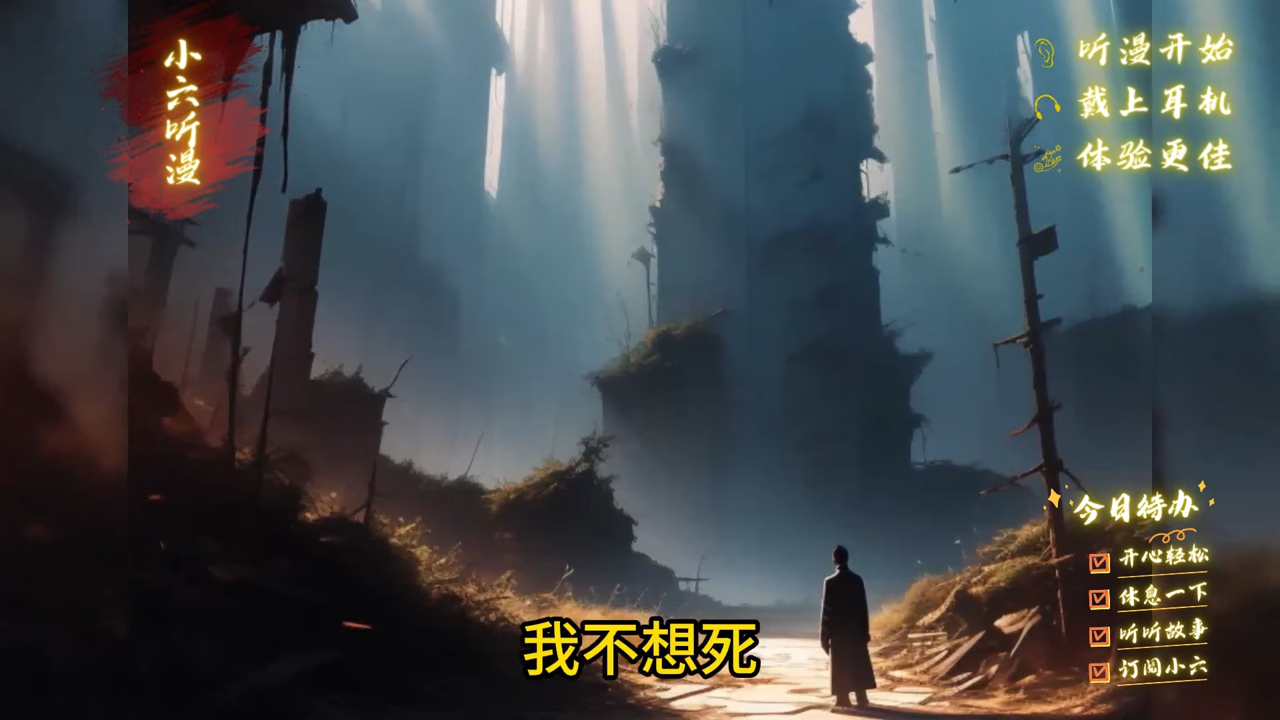 小六听漫
听漫开始
戴上耳机
体验更佳
今日待办
开心轻松
休息一下
听听故事
订阅小六
我不想死